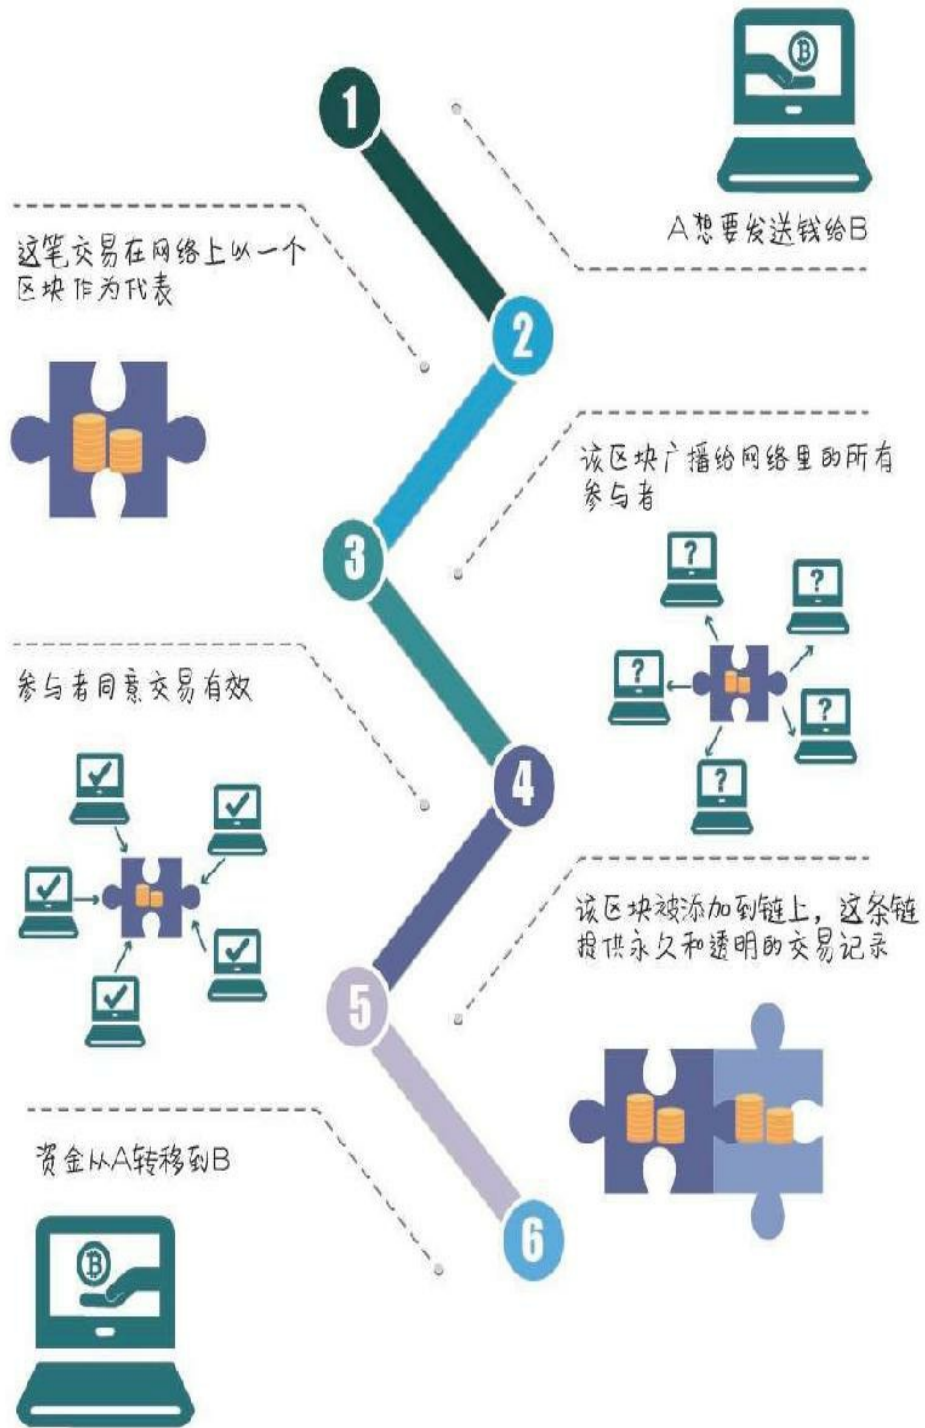 1
A想要发送钱给B
这笔交易在网络上以一个
区块作为代表
2
该区块广播给网络里的所有
参与者
3
?
?
?
?
?
参与者同意交易有效
4
该区块被添加到链上，这条链
提供永久和透明的交易记录
5
资金从A转移到B
6